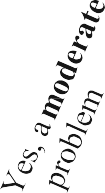 Yes, a moderate
problem